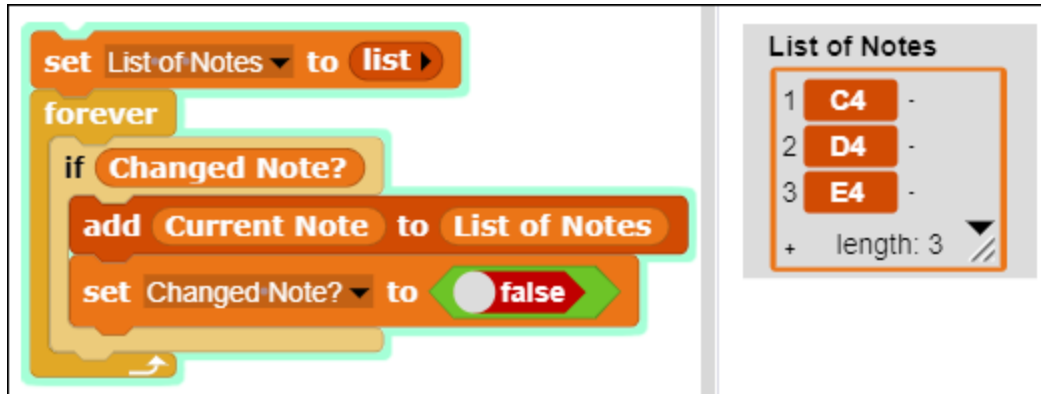 set List of Notes to list
forever
if Changed Note?
add Current Note to List of Notes
set Changed Note? to false
List of Notes
1 C4 -
2 D4 -
3 E4 -
+ length: 3